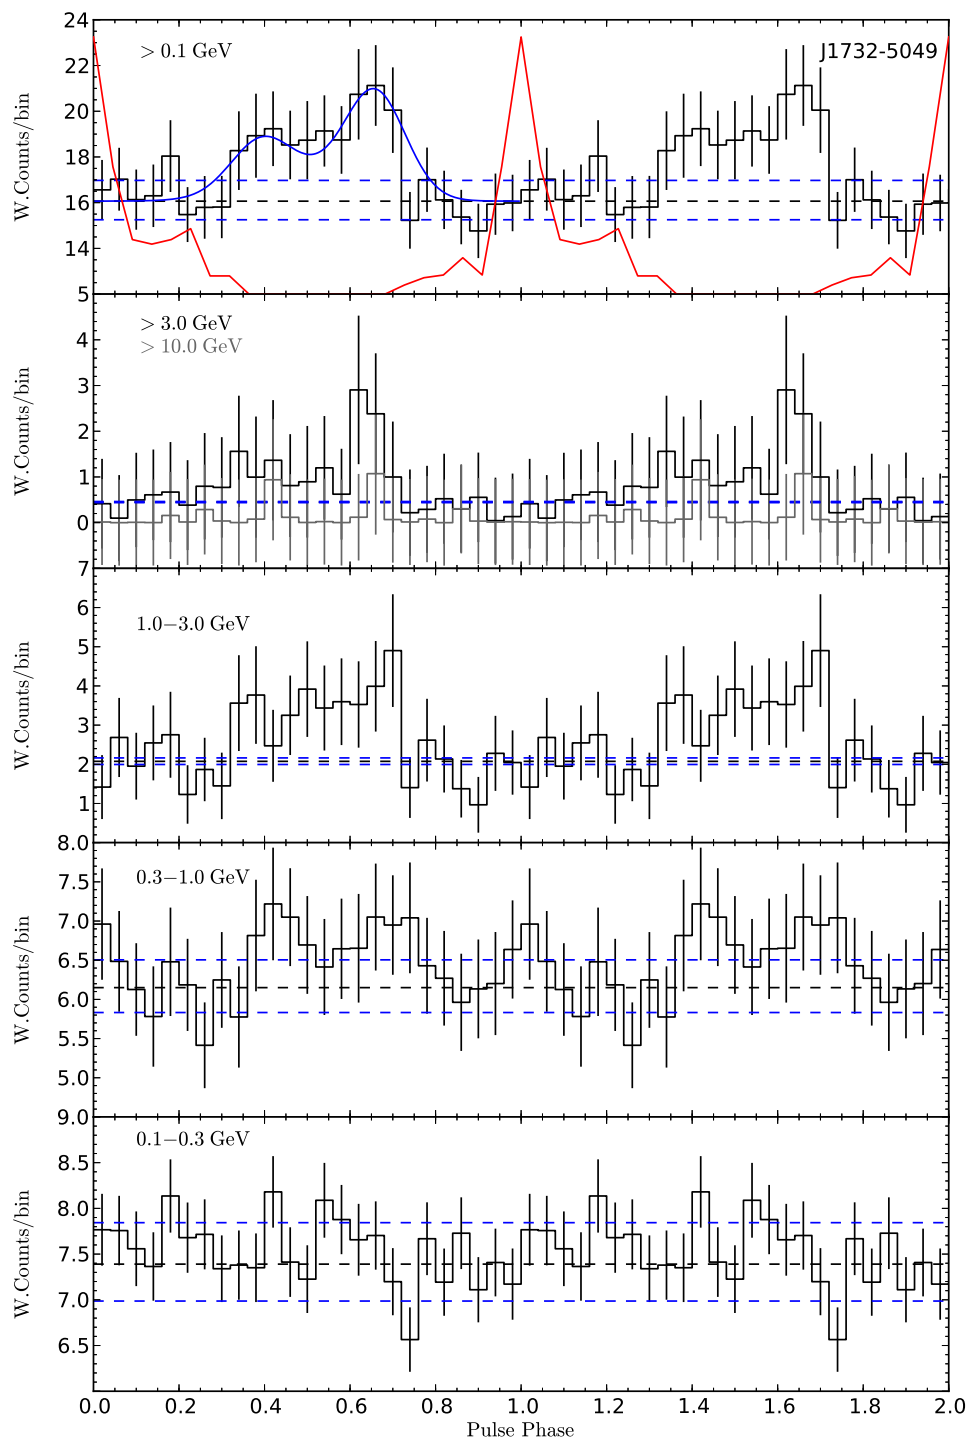 24
22
20
18
16
14
W.Counts/bin
> 0.1 GeV
J1732-5049
5
4
3
2
1
0
W.Counts/bin
> 3.0 GeV
> 10.0 GeV
7
6
5
4
3
2
1
W.Counts/bin
1.0−3.0 GeV
8.0
7.5
7.0
6.5
6.0
5.5
5.0
W.Counts/bin
0.3−1.0 GeV
9.0
8.5
8.0
7.5
7.0
6.5
W.Counts/bin
0.1−0.3 GeV
0.0 0.2 0.4 0.6 0.8 1.0 1.2 1.4 1.6 1.8 2.0
Pulse Phase